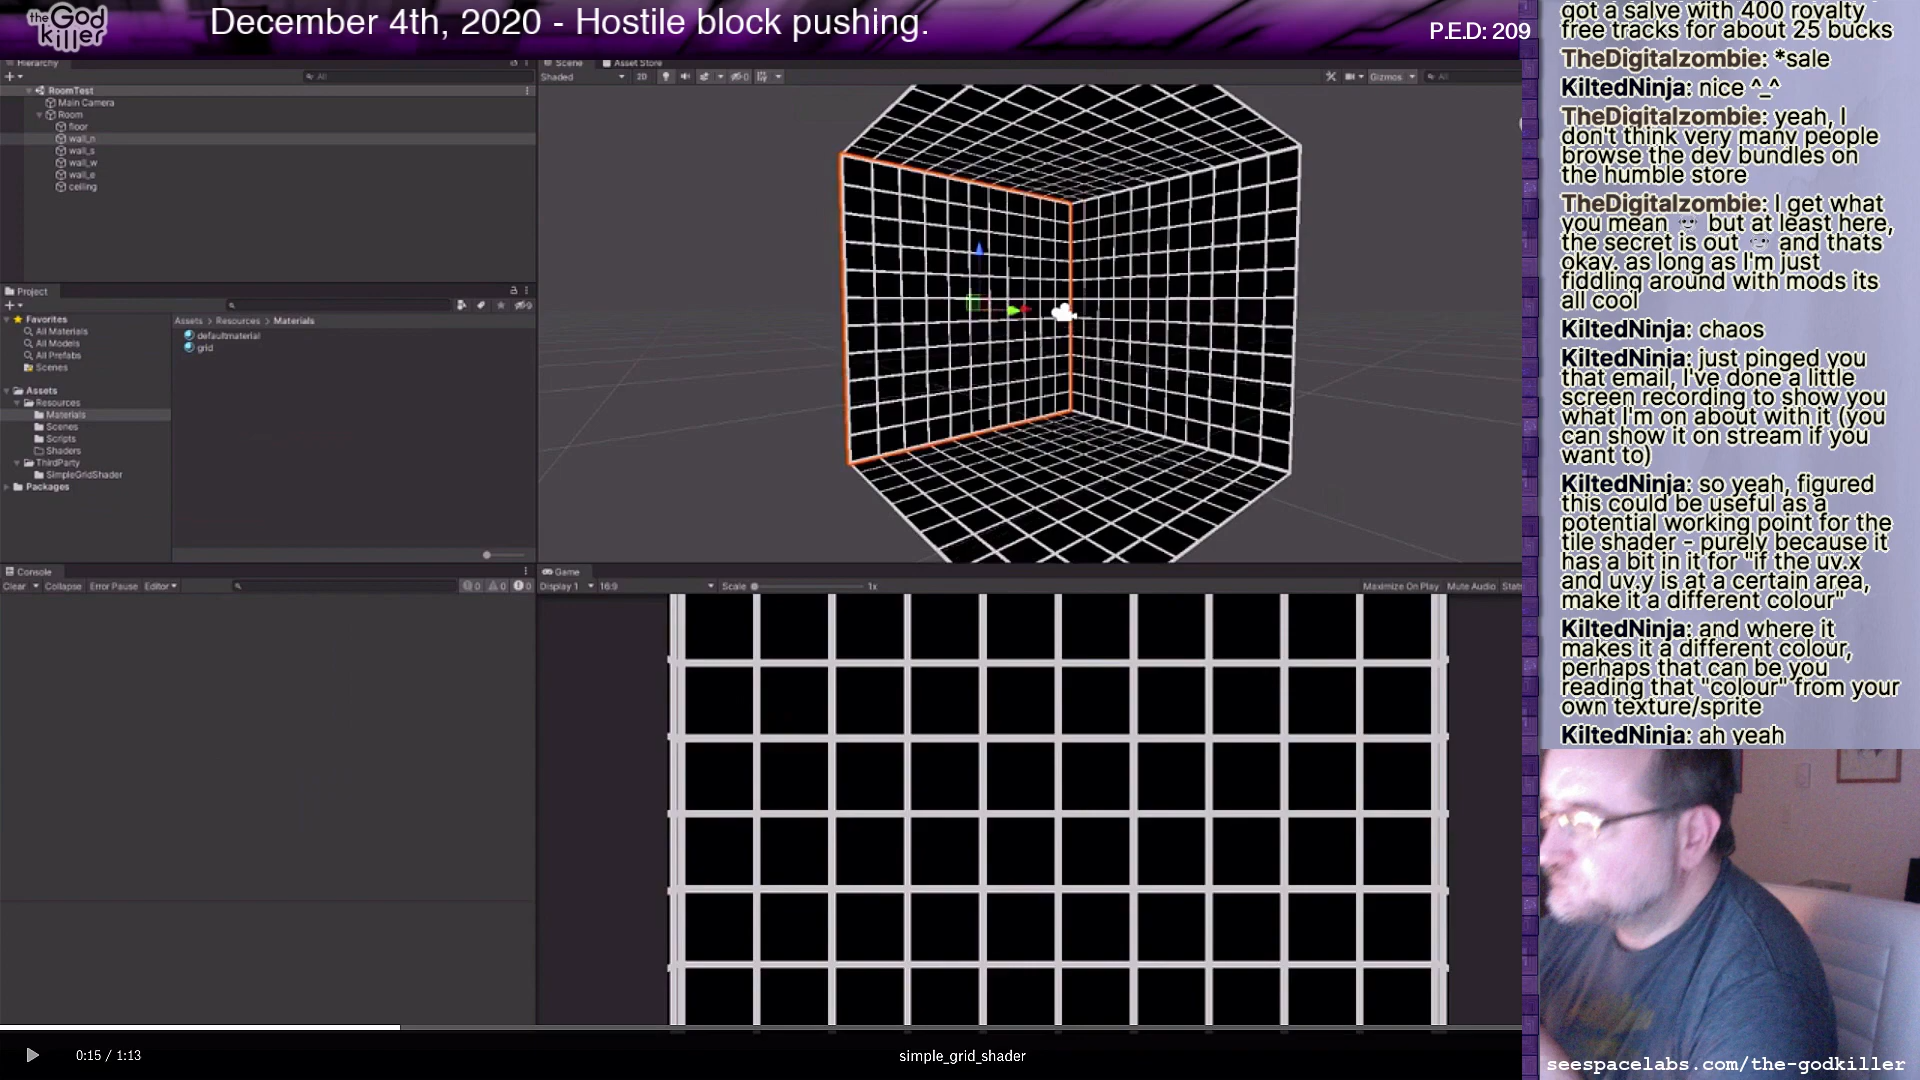 the God killer
December 4th, 2020 - Hostile block pushing.
P.E.D: 209
Hierarchy
All
RoomTest
Main Camera
Room
floor
wall_n
wall_s
wall_w
wall_e
ceiling
Scene
Asset Store
Shaded
2D
0
Gizmos
All
Project
9
Favorites
All Materials
All Models
All Prefabs
Scenes
Assets
Resources
Materials
Scenes
Scripts
Shaders
ThirdParty
SimpleGridShader
Packages
Assets > Resources > Materials
defaultmaterial
grid
Console
Clear
Collapse
Error Pause
Editor
0
0
0
Game
Display 1
16:9
Scale
1x
Maximize On Play
Mute Audio
Stats
0:15 / 1:13
simple_grid_shader
got a salve with 400 royalty
free tracks for about 25 bucks
TheDigitalzombie: *sale
KiltedNinja: nice ^_^
TheDigitalzombie: yeah, I
don't think very many people
browse the dev bundles on
the humble store
TheDigitalzombie: I get what
you mean but at least here,
the secret is out and thats
okay. as long as I'm just
fiddling around with mods its
all cool
KiltedNinja: chaos
KiltedNinja: just pinged you
that email, I've done a little
screen recording to show you
what I'm on about with it (you
can show it on stream if you
want to)
KiltedNinja: so yeah, figured
this could be useful as a
potential working point for the
tile shader - purely because it
has a bit in it for "if the uv.x
and uv.y is at a certain area,
make it a different colour"
KiltedNinja: and where it
makes it a different colour,
perhaps that can be you
reading that "colour" from your
own texture/sprite
KiltedNinja: ah yeah
seespacelabs.com/the-godkiller